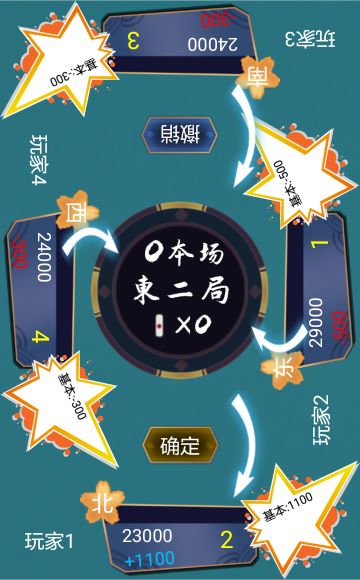 玩家3
3
300
24000
南
基本:-300
撤销
玩家4
西
24000
300
4
基本:-300
0本场
東二局
×0
基本:-500
1
29000
500
东
玩家2
确定
北
玩家1
23000
+1100
2
基本:1100